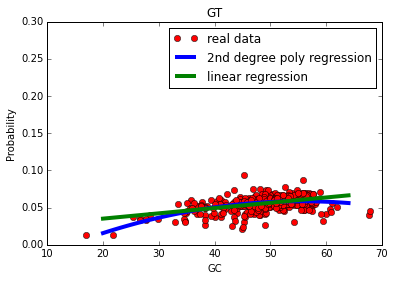 GT
real data
2nd degree poly regression
linear regression
0.30
0.25
0.20
0.15
0.10
0.05
0.00
Probability
10 20 30 40 50 60 70
GC